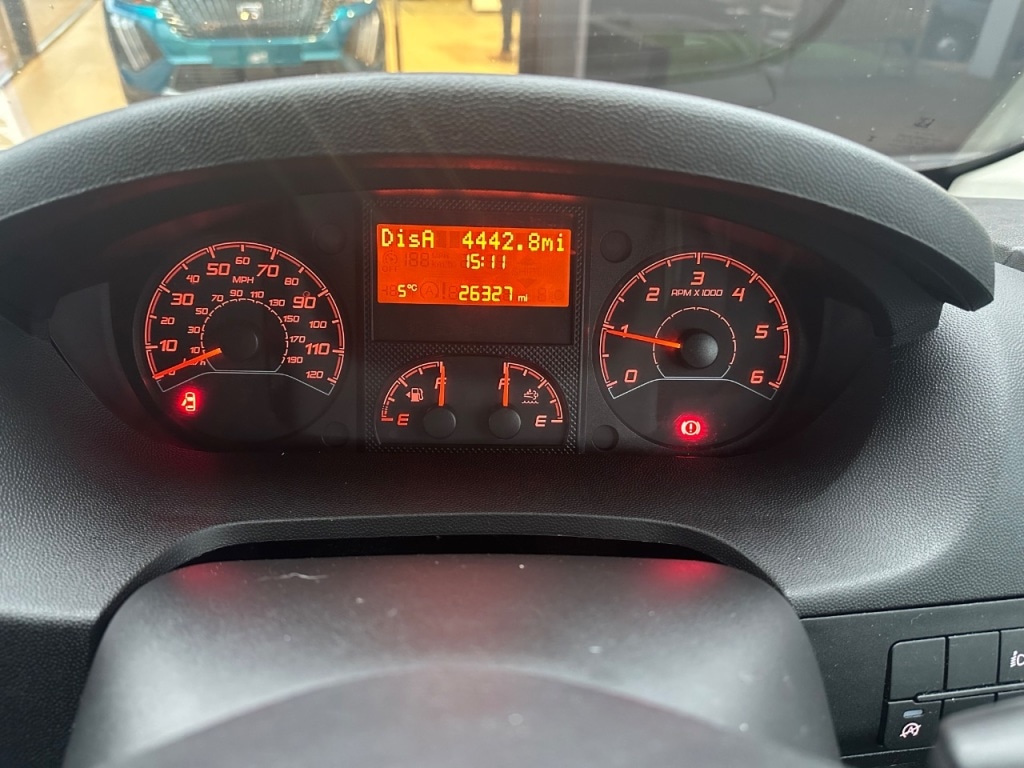 DisA 4442.8mi
15:11
5°C 26327 mi
10 20 30 40 50 60 70 80 90 100 110 120
MPH
10 30 50 70 90 110 130 150 170 190
0 1 2 3 4 5 6
RPM X 1000
E F
F E